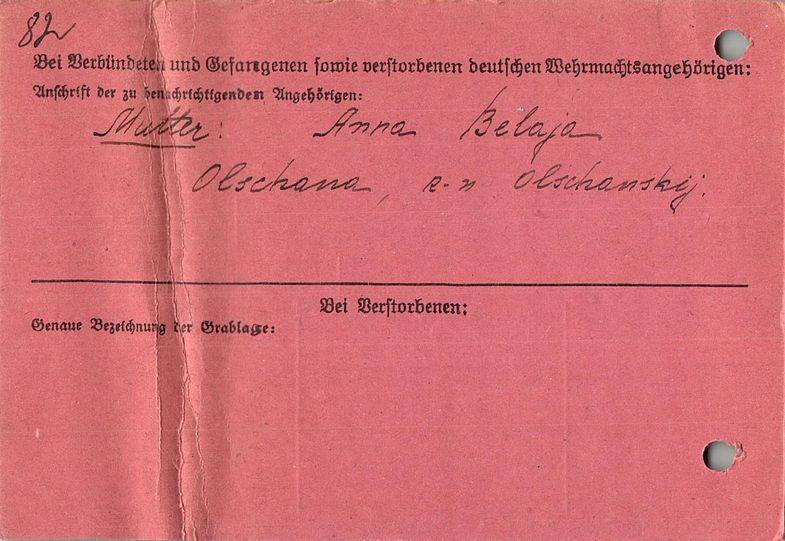 82
Bei Verbündeten und Gefangenen sowie verstorbenen deutschen Wehrmachtsangehörigen:
Anschrift der zu benachrichtigenden Angehörigen:
Mutter: Anna Belaja
Olschana, r-n Olschanskij.
Bei Verstorbenen:
Genaue Bezeichnung der Grablage: